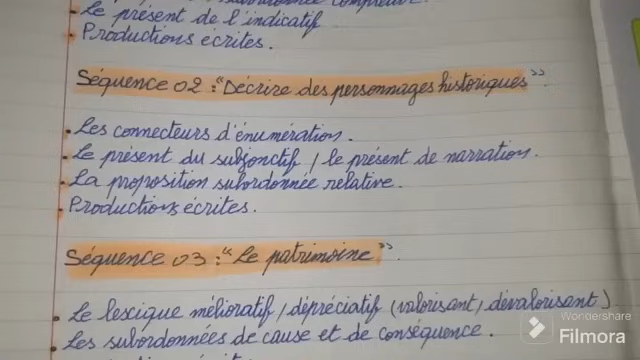 subordonnée complétive.
• Le présent de l'indicatif
• Productions écrites.
Séquence 02 : "Décrire des personnages historiques"
• Les connecteurs d'énumération.
• Le présent du subjonctif / le présent de narration.
• La proposition subordonnée relative.
• Productions écrites.
Séquence 03 : "Le patrimoine".
• Le lexique mélioratif / dépréciatif (valorisant / dévalorisant)
• Les subordonnées de cause et de conséquence.
Wondershare
Filmora